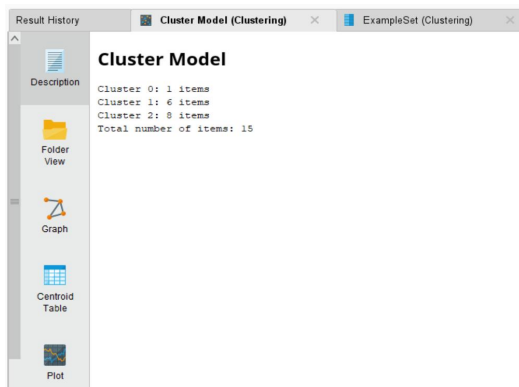 Result History
Cluster Model (Clustering)
ExampleSet (Clustering)
Description
Folder
View
Graph
Centroid
Table
Plot
Cluster Model
Cluster 0: 1 items
Cluster 1: 6 items
Cluster 2: 8 items
Total number of items: 15